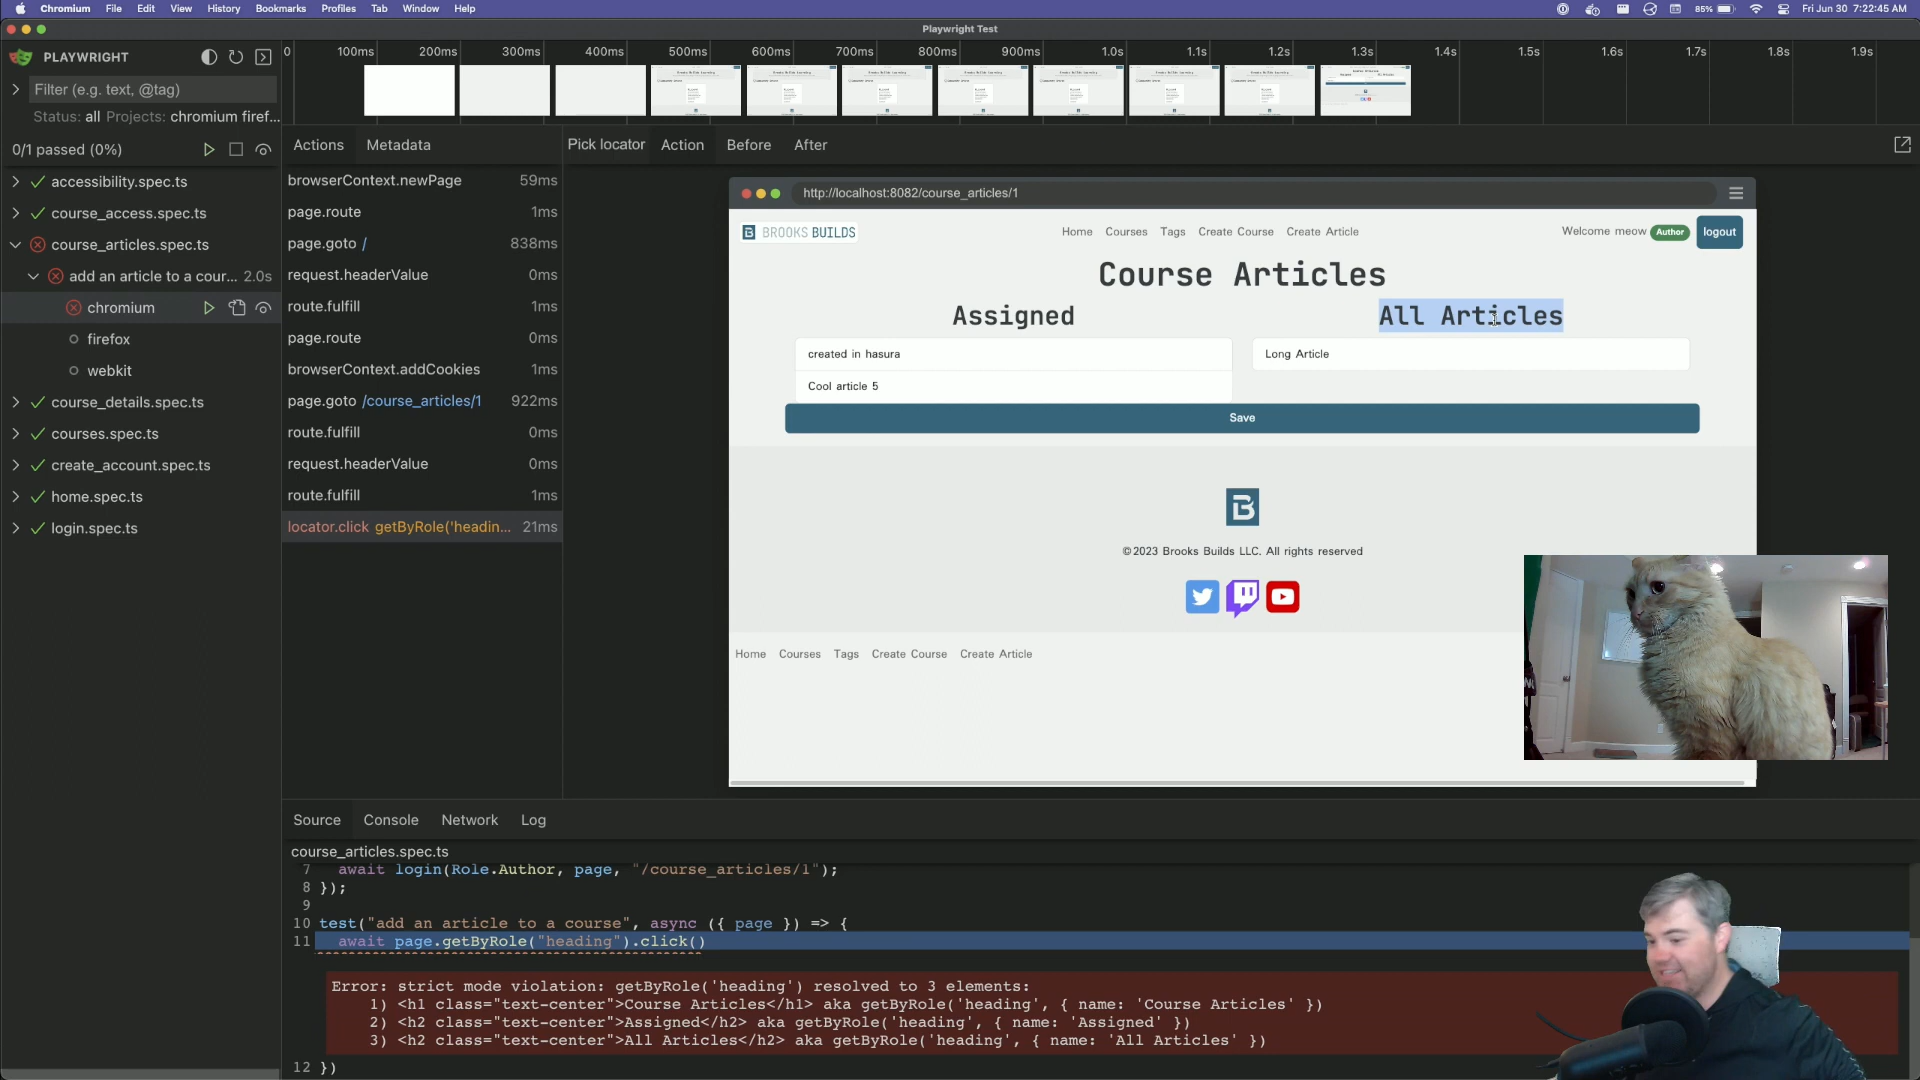 Chromium File Edit View History Bookmarks Profiles Tab Window Help
85% Fri Jun 30 7:22:45 AM
Playwright Test
PLAYWRIGHT
Filter (e.g. text, @tag)
Status: all Projects: chromium firef...
0/1 passed (0%)
accessibility.spec.ts
course_access.spec.ts
course_articles.spec.ts
add an article to a cour... 2.0s
chromium
firefox
webkit
course_details.spec.ts
courses.spec.ts
create_account.spec.ts
home.spec.ts
login.spec.ts
0 100ms 200ms 300ms 400ms 500ms 600ms 700ms 800ms 900ms 1.0s 1.1s 1.2s 1.3s 1.4s 1.5s 1.6s 1.7s 1.8s 1.9s
Actions Metadata
browserContext.newPage 59ms
page.route 1ms
page.goto / 838ms
request.headerValue 0ms
route.fulfill 1ms
page.route 0ms
browserContext.addCookies 1ms
page.goto /course_articles/1 922ms
route.fulfill 0ms
request.headerValue 0ms
route.fulfill 1ms
locator.click getByRole('headin... 21ms
Pick locator Action Before After
http://localhost:8082/course_articles/1
B BROOKS BUILDS
Home Courses Tags Create Course Create Article
Welcome meow Author logout
Course Articles
Assigned
All Articles
created in hasura
Long Article
Cool article 5
Save
B
©2023 Brooks Builds LLC. All rights reserved
Home Courses Tags Create Course Create Article
Source Console Network Log
course_articles.spec.ts
7 await login(Role.Author, page, "/course_articles/1");
8 });
9
10 test("add an article to a course", async ({ page }) => {
11 await page.getByRole("heading").click()
Error: strict mode violation: getByRole('heading') resolved to 3 elements:
1) <h1 class="text-center">Course Articles</h1> aka getByRole('heading', { name: 'Course Articles' })
2) <h2 class="text-center">Assigned</h2> aka getByRole('heading', { name: 'Assigned' })
3) <h2 class="text-center">All Articles</h2> aka getByRole('heading', { name: 'All Articles' })
12 })